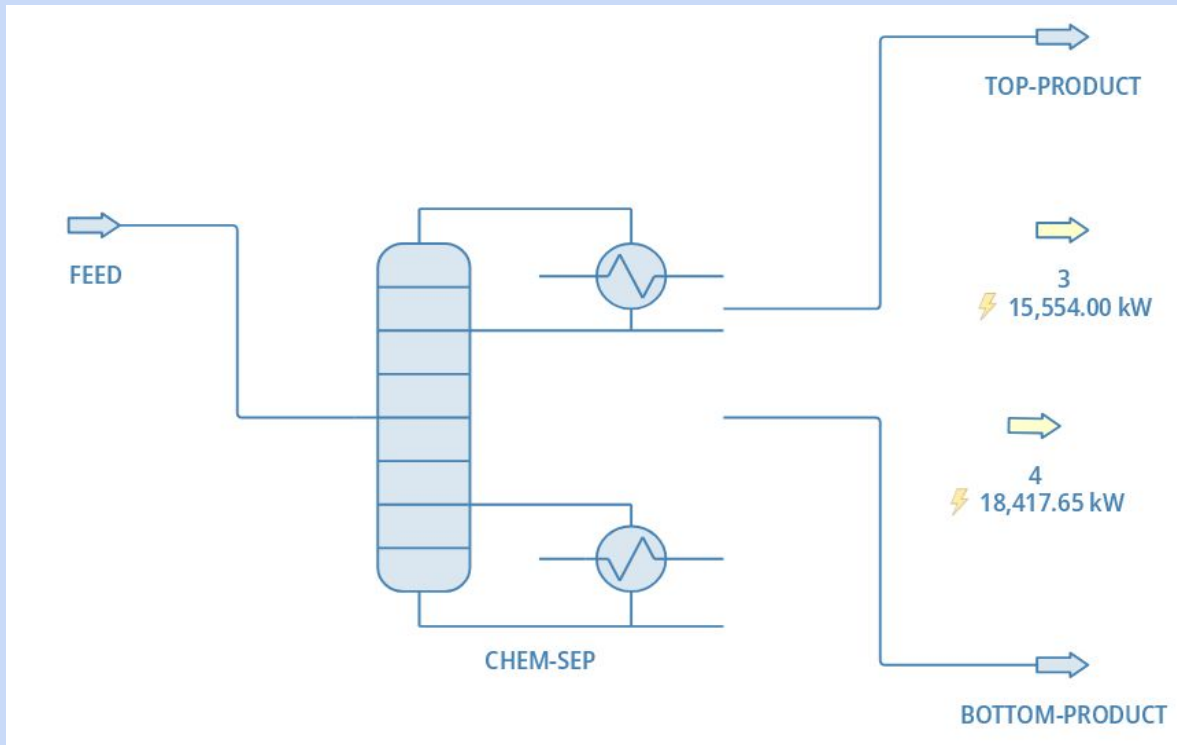 TOP-PRODUCT
FEED
3
15,554.00 kW
4
18,417.65 kW
CHEM-SEP
BOTTOM-PRODUCT